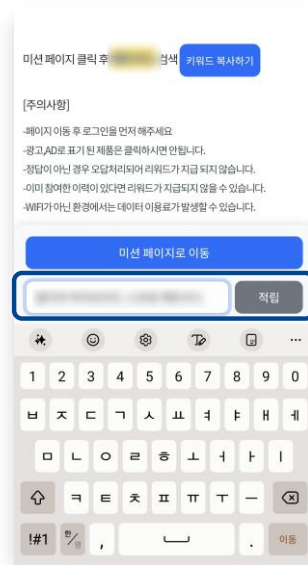 미션 페이지 클릭 후 검색 키워드 복사하기
[주의사항]
-페이지 이동 후 로그인을 먼저 해주세요
-광고,AD로 표기 된 제품은 클릭하시면 안됩니다.
-정답이 아닌 경우 오답처리되어 리워드가 지급 되지 않습니다.
-이미 참여한 이력이 있다면 리워드가 지급되지 않을 수 있습니다.
-WIFI가 아닌 환경에서는 데이터 이용료가 발생할 수 있습니다.
미션 페이지로 이동
적립
1 2 3 4 5 6 7 8 9 0
ㅂ ㅈ ㄷ ㄱ ㅅ ㅛ ㅕ ㅑ ㅐ ㅔ
ㅁ ㄴ ㅇ ㄹ ㅎ ㅗ ㅓ ㅏ ㅣ
ㅋ ㅌ ㅊ ㅍ ㅠ ㅜ ㅡ
!#1 한/영 , . 이동